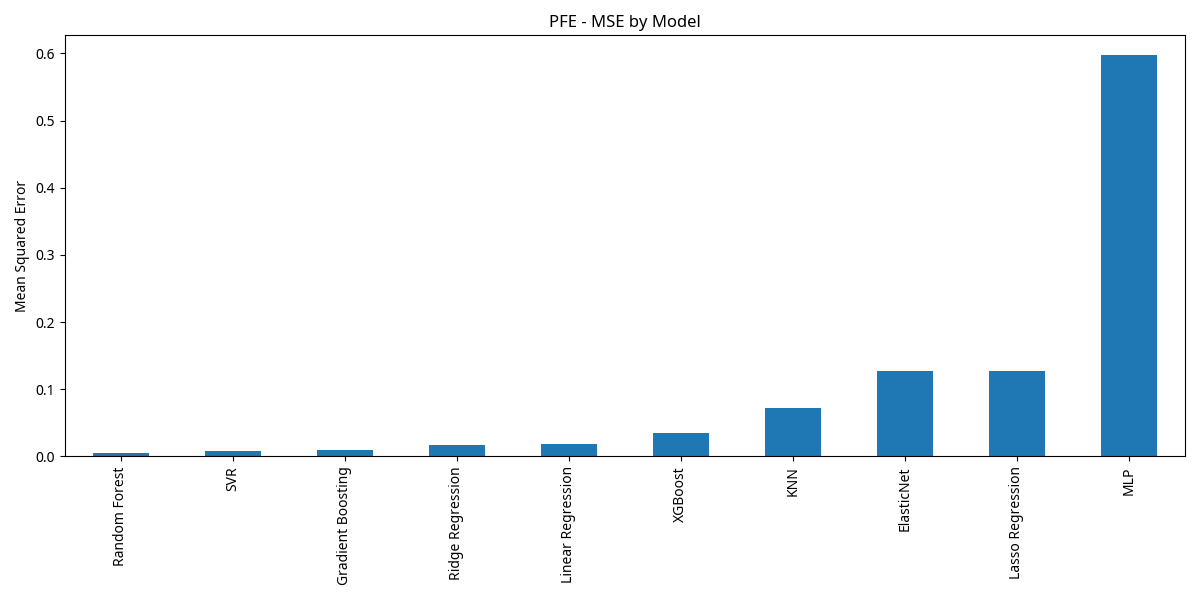 PFE - MSE by Model
Mean Squared Error
0.6
0.5
0.4
0.3
0.2
0.1
0.0
Random Forest
SVR
Gradient Boosting
Ridge Regression
Linear Regression
XGBoost
KNN
ElasticNet
Lasso Regression
MLP